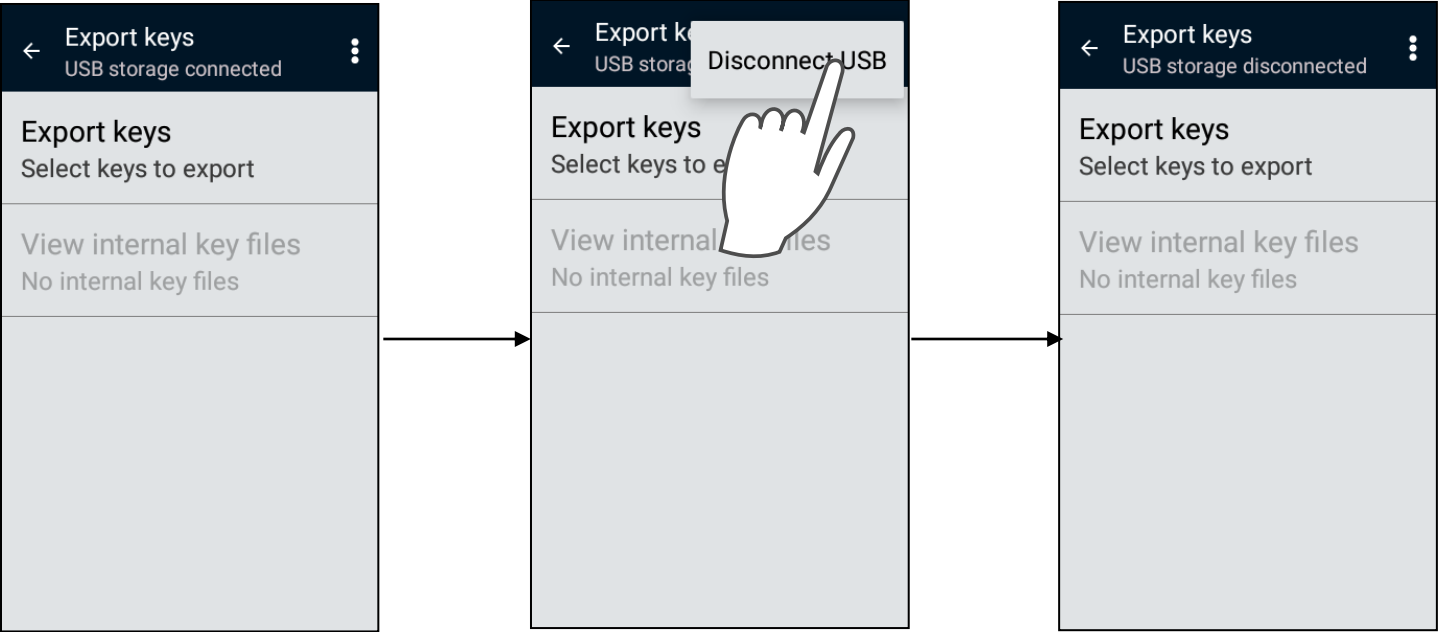 Export keys
USB storage connected
Export keys
Select keys to export
View internal key files
No internal key files
Export ke
USB storag
Disconnect USB
Export keys
Select keys to e
View internal iles
No internal key files
Export keys
USB storage disconnected
Export keys
Select keys to export
View internal key files
No internal key files